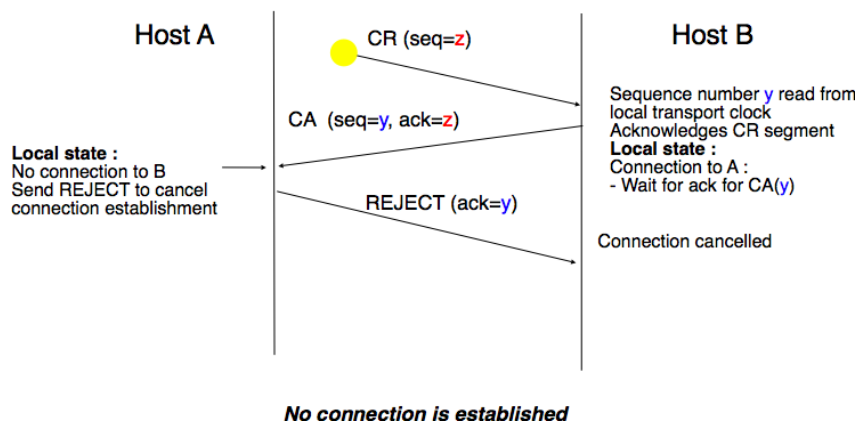 Host A
CR (seq=z)
Host B
Sequence number y read from
local transport clock
Acknowledges CR segment
Local state :
Connection to A :
- Wait for ack for CA(y)
CA (seq=y, ack=z)
Local state :
No connection to B
Send REJECT to cancel
connection establishment
REJECT (ack=y)
Connection cancelled
No connection is established